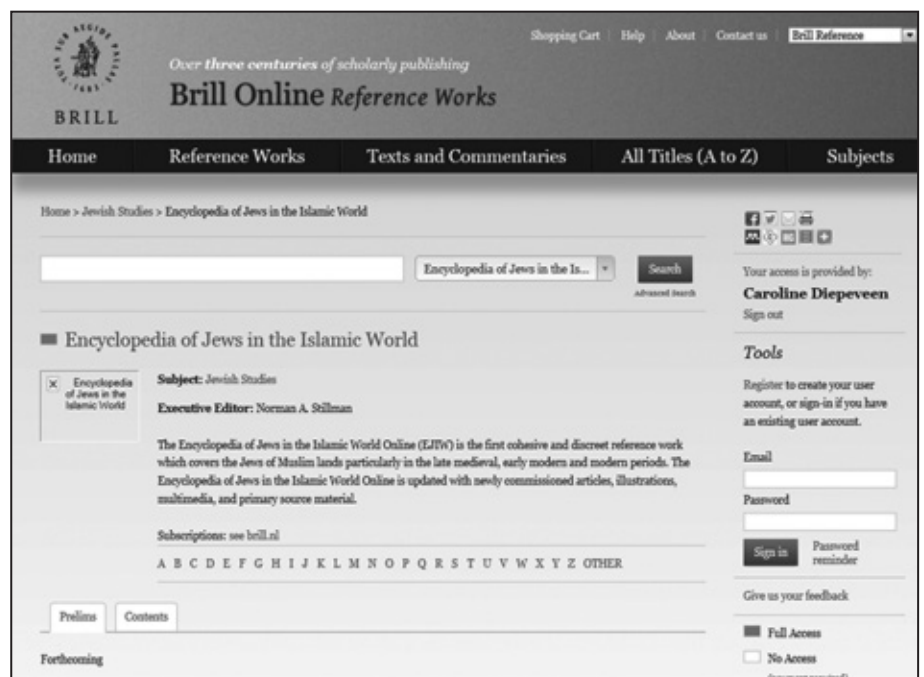 TUTA SUB AEGIDE PALLAS
· 1683 ·
BRILL
Shopping Cart | Help | About | Contact us | Brill Reference
Over three centuries of scholarly publishing
Brill Online Reference Works
Home Reference Works Texts and Commentaries All Titles (A to Z) Subjects
Home > Jewish Studies > Encyclopedia of Jews in the Islamic World
Encyclopedia of Jews in the Is... Search
Advanced Search
Encyclopedia of Jews in the Islamic World
Encyclopedia
of Jews in the
Islamic World
Subject: Jewish Studies
Executive Editor: Norman A. Stillman
The Encyclopedia of Jews in the Islamic World Online (EJIW) is the first cohesive and discreet reference work
which covers the Jews of Muslim lands particularly in the late medieval, early modern and modern periods. The
Encyclopedia of Jews in the Islamic World Online is updated with newly commissioned articles, illustrations,
multimedia, and primary source material.
Subscriptions: see brill.nl
A B C D E F G H I J K L M N O P Q R S T U V W X Y Z OTHER
Prelims Contents
Forthcoming
Your access is provided by:
Caroline Diepeveen
Sign out
Tools
Register to create your user
account, or sign-in if you have
an existing user account.
Email
Password
Sign in Password
reminder
Give us your feedback
Full Access
No Access